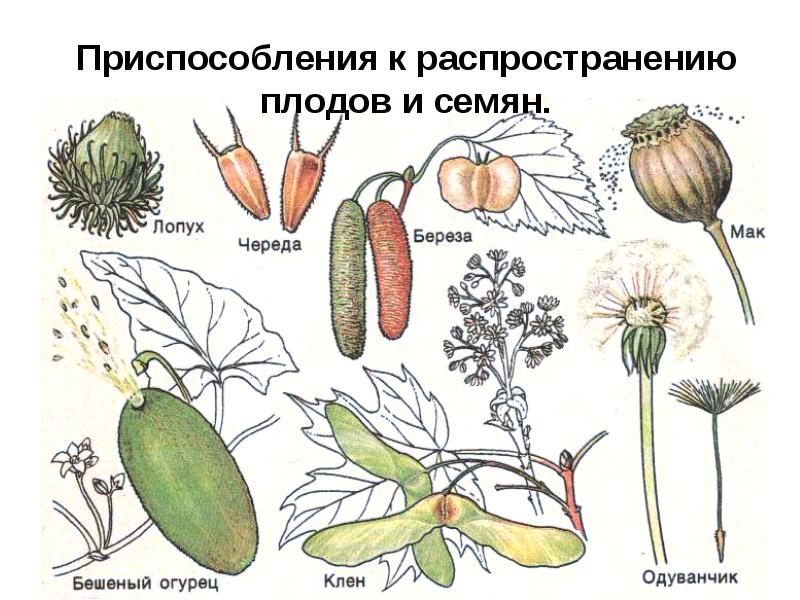 Приспособления к распространению
плодов и семян.
Лопух
Череда
Береза
Мак
Бешеный огурец
Клен
Одуванчик